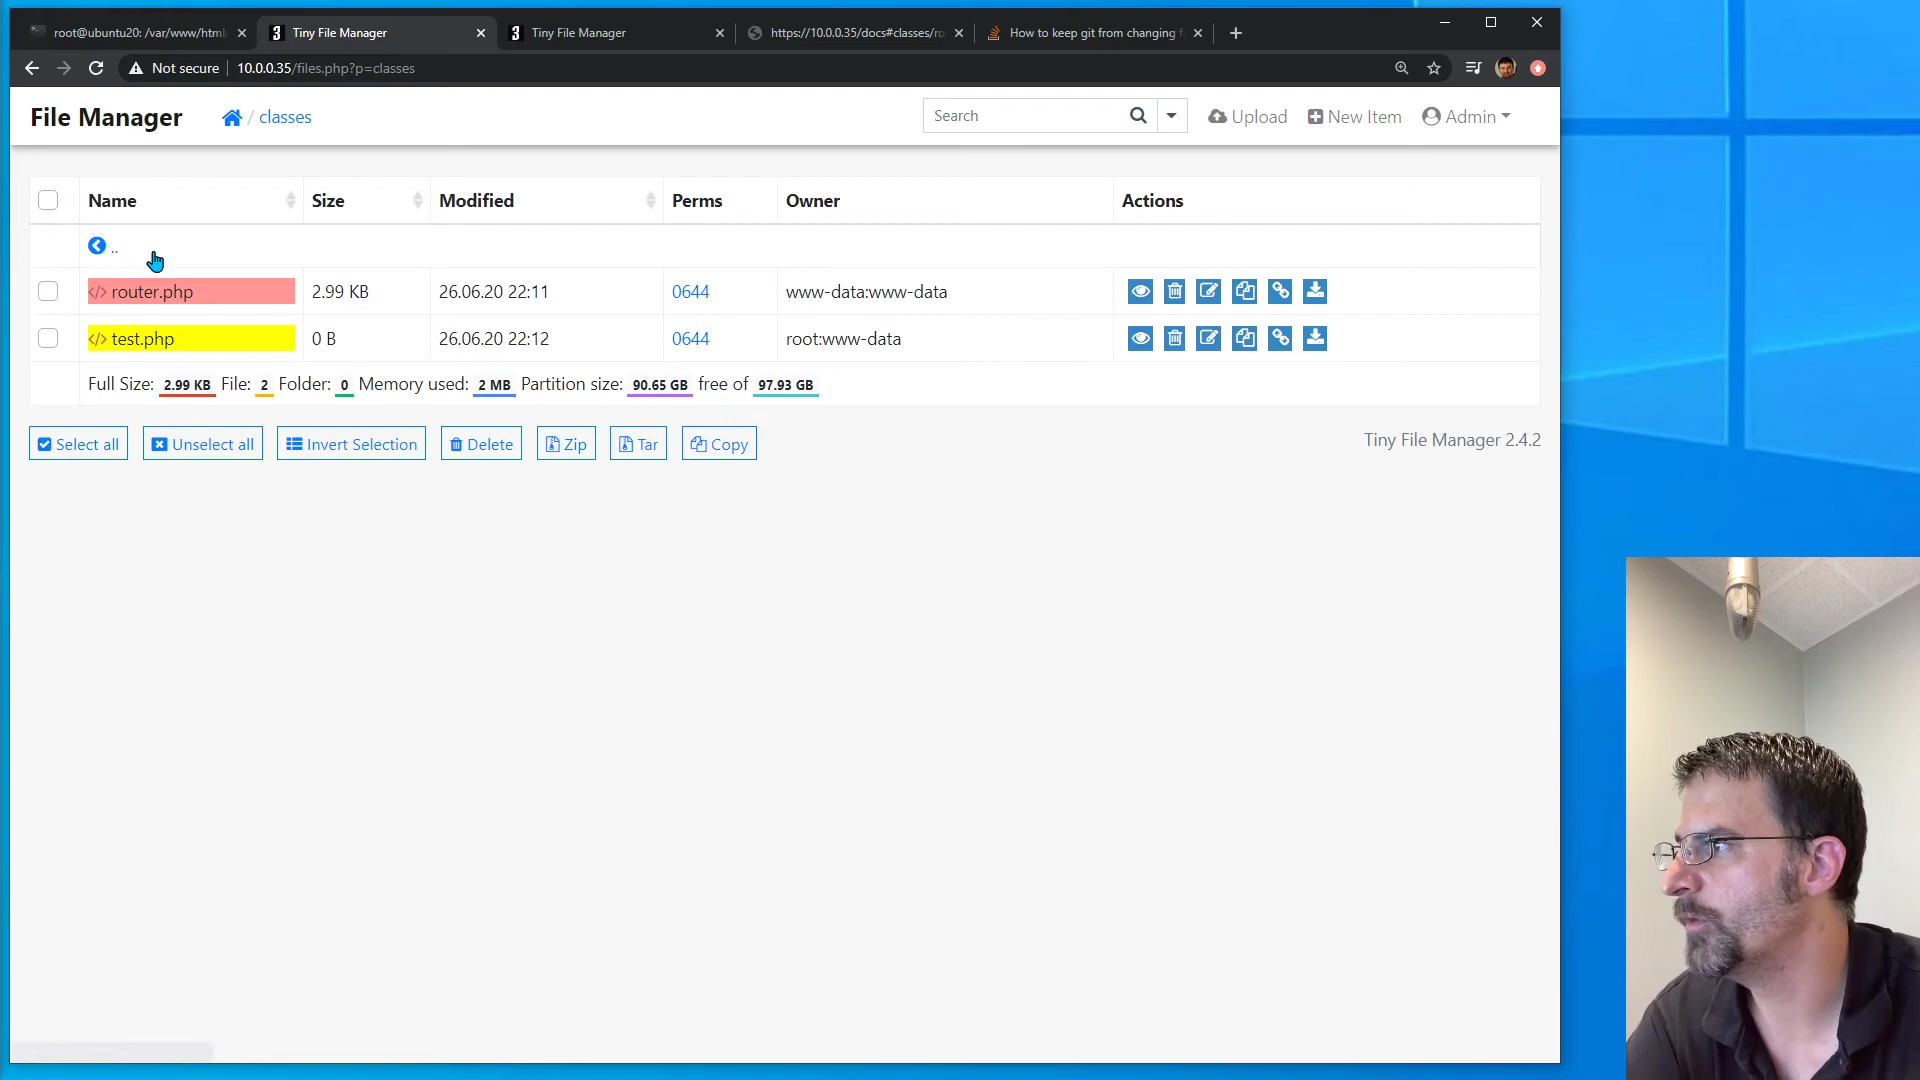 root@ubuntu20: /var/www/html
Tiny File Manager
Tiny File Manager
https://10.0.0.35/docs#classes/ro
How to keep git from changing f
Not secure
10.0.0.35/files.php?p=classes
File Manager
/ classes
Search
Upload
New Item
Admin
Name
Size
Modified
Perms
Owner
Actions
..
</> router.php
2.99 KB
26.06.20 22:11
0644
www-data:www-data
</> test.php
0 B
26.06.20 22:12
0644
root:www-data
Full Size: 2.99 KB File: 2 Folder: 0 Memory used: 2 MB Partition size: 90.65 GB free of 97.93 GB
Select all
Unselect all
Invert Selection
Delete
Zip
Tar
Copy
Tiny File Manager 2.4.2